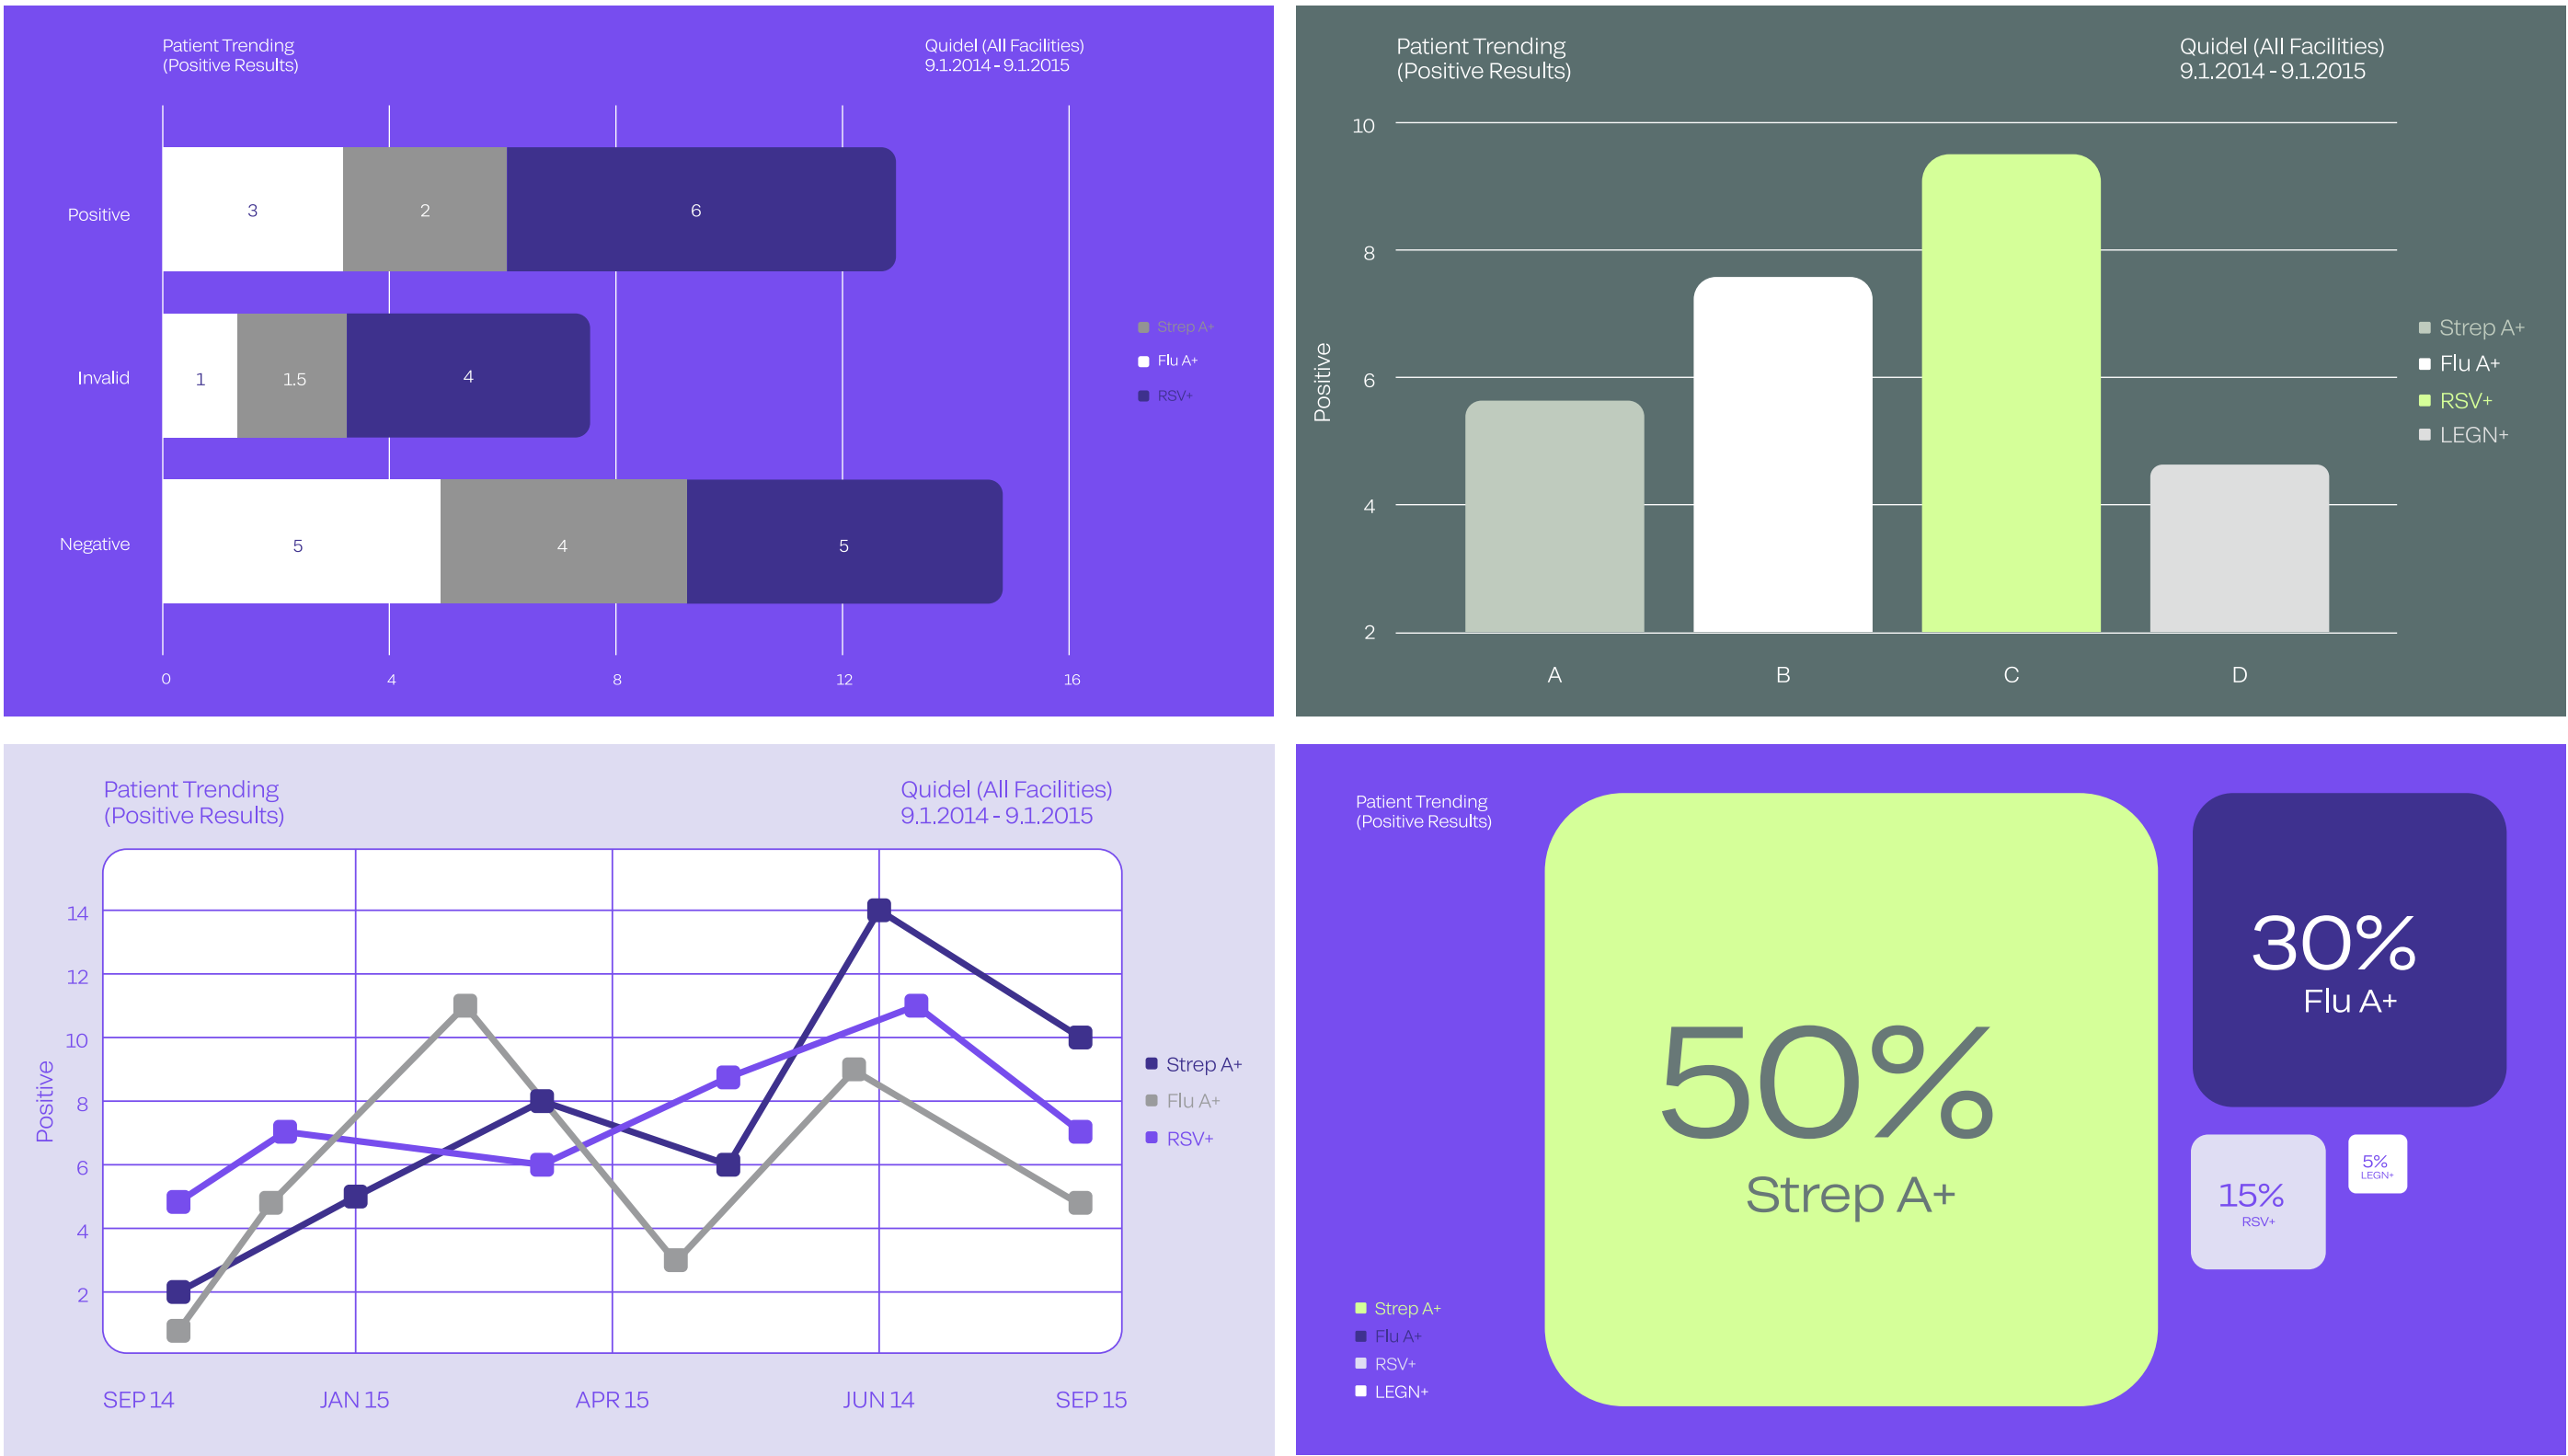 Patient Trending
(Positive Results)
Quidel (All Facilities)
9.1.2014 - 9.1.2015
Positive
3
2
6
Invalid
1
1.5
4
Negative
5
4
5
0
4
8
12
16
Strep A+
Flu A+
RSV+
Patient Trending
(Positive Results)
Quidel (All Facilities)
9.1.2014 - 9.1.2015
Positive
10
8
6
4
2
A
B
C
D
Strep A+
Flu A+
RSV+
LEGN+
Patient Trending
(Positive Results)
Quidel (All Facilities)
9.1.2014 - 9.1.2015
Positive
14
12
10
8
6
4
2
SEP 14
JAN 15
APR 15
JUN 14
SEP 15
Strep A+
Flu A+
RSV+
Patient Trending
(Positive Results)
50%
Strep A+
30%
Flu A+
15%
RSV+
5%
LEGN+
Strep A+
Flu A+
RSV+
LEGN+